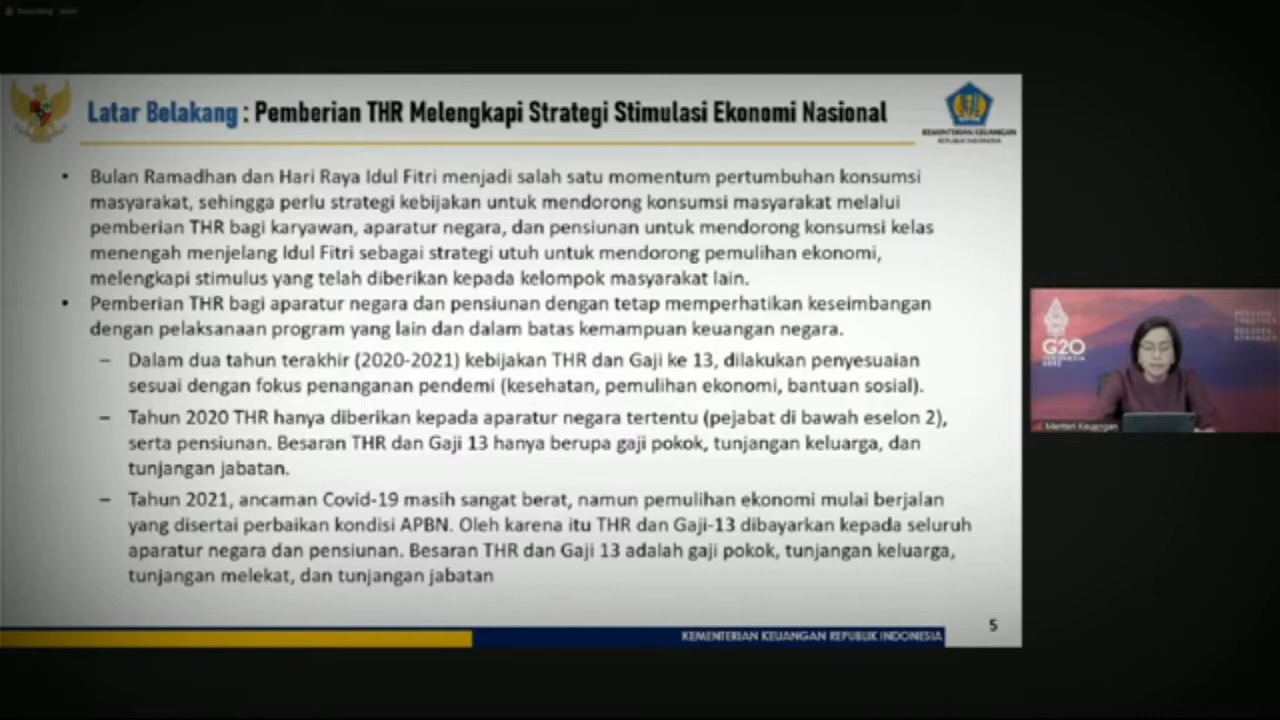 Latar Belakang : Pemberian THR Melengkapi Strategi Stimulasi Ekonomi Nasional
KEMENTERIAN KEUANGAN
REPUBLIK INDONESIA
• Bulan Ramadhan dan Hari Raya Idul Fitri menjadi salah satu momentum pertumbuhan konsumsi
masyarakat, sehingga perlu strategi kebijakan untuk mendorong konsumsi masyarakat melalui
pemberian THR bagi karyawan, aparatur negara, dan pensiunan untuk mendorong konsumsi kelas
menengah menjelang Idul Fitri sebagai strategi utuh untuk mendorong pemulihan ekonomi,
melengkapi stimulus yang telah diberikan kepada kelompok masyarakat lain.
• Pemberian THR bagi aparatur negara dan pensiunan dengan tetap memperhatikan keseimbangan
dengan pelaksanaan program yang lain dan dalam batas kemampuan keuangan negara.
– Dalam dua tahun terakhir (2020-2021) kebijakan THR dan Gaji ke 13, dilakukan penyesuaian
sesuai dengan fokus penanganan pendemi (kesehatan, pemulihan ekonomi, bantuan sosial).
– Tahun 2020 THR hanya diberikan kepada aparatur negara tertentu (pejabat di bawah eselon 2),
serta pensiunan. Besaran THR dan Gaji 13 hanya berupa gaji pokok, tunjangan keluarga, dan
tunjangan jabatan.
– Tahun 2021, ancaman Covid-19 masih sangat berat, namun pemulihan ekonomi mulai berjalan
yang disertai perbaikan kondisi APBN. Oleh karena itu THR dan Gaji-13 dibayarkan kepada seluruh
aparatur negara dan pensiunan. Besaran THR dan Gaji 13 adalah gaji pokok, tunjangan keluarga,
tunjangan melekat, dan tunjangan jabatan
5
KEMENTERIAN KEUANGAN REPUBLIK INDONESIA
G20
INDONESIA
2022
Menteri Keuangan